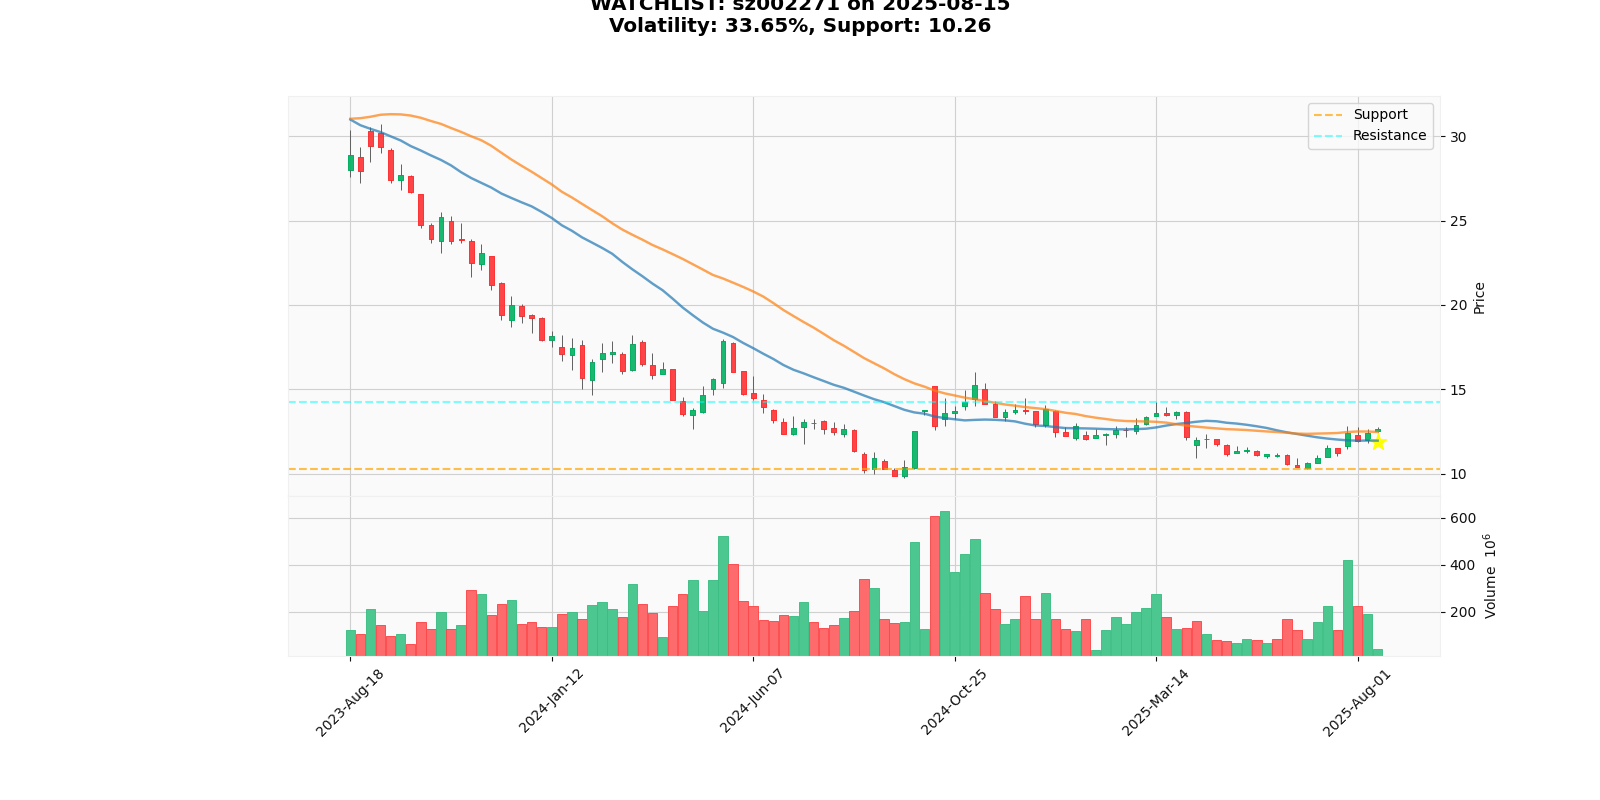 WATCHLIST: sz002271 on 2025-08-15
Volatility: 33.65%, Support: 10.26
Support
Resistance
30
25
20
15
10
Price
600
400
200
Volume 10^6
2023-Aug-18
2024-Jan-12
2024-Jun-07
2024-Oct-25
2025-Mar-14
2025-Aug-01